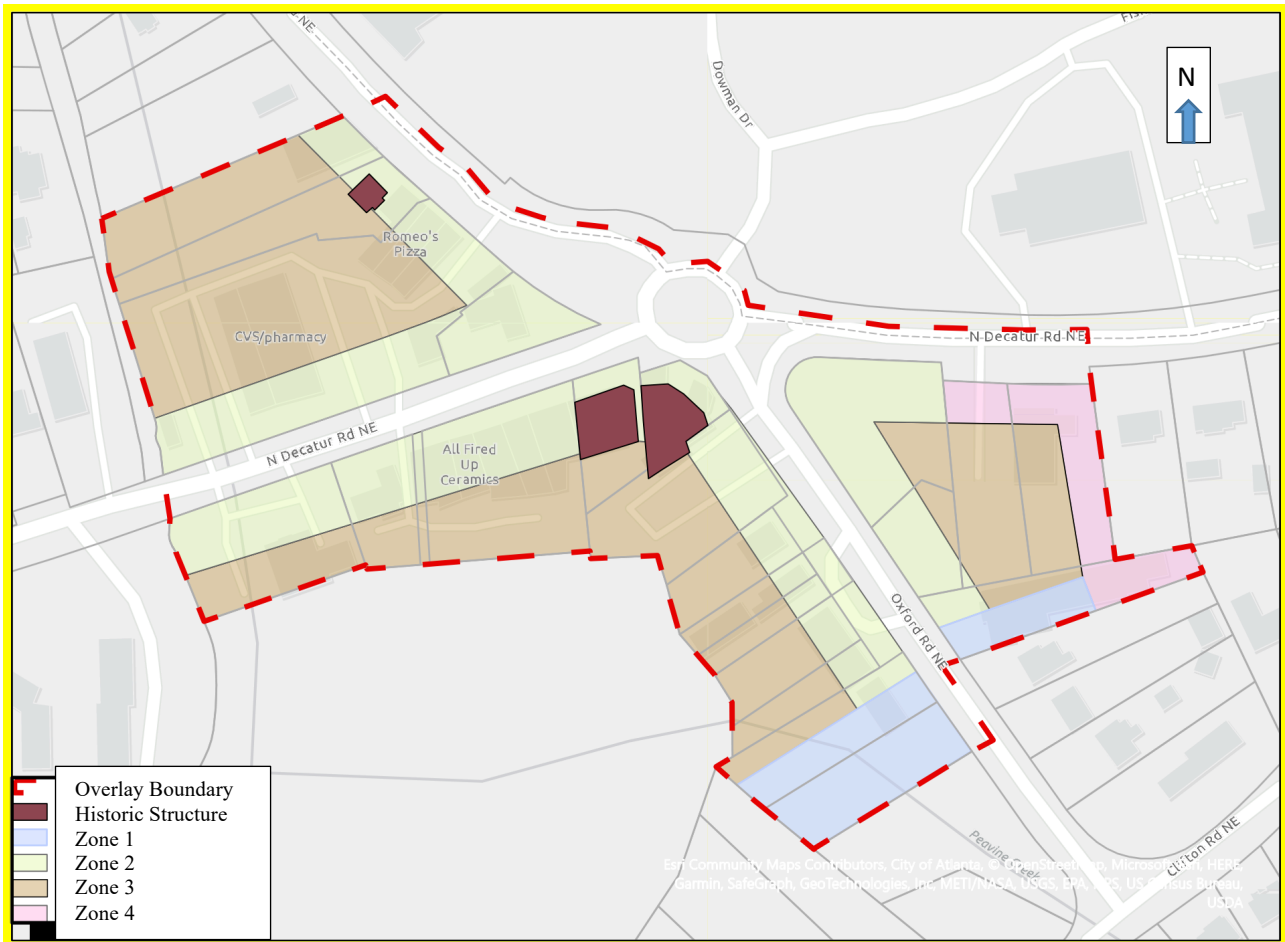 NE
Fis
N
Dowman Dr
Romeo's
Pizza
CVS/pharmacy
N Decatur Rd NE
N Decatur Rd NE
All Fired
Up
Ceramics
Oxford Rd NE
Overlay Boundary
Historic Structure
Zone 1
Zone 2
Zone 3
Zone 4
Peavine Creek
Clifton Rd NE
Esri Community Maps Contributors, City of Atlanta, © OpenStreetMap, Microsoft, Esri, HERE,
Garmin, SafeGraph, GeoTechnologies, Inc, METI/NASA, USGS, EPA, NPS, US Census Bureau,
USDA